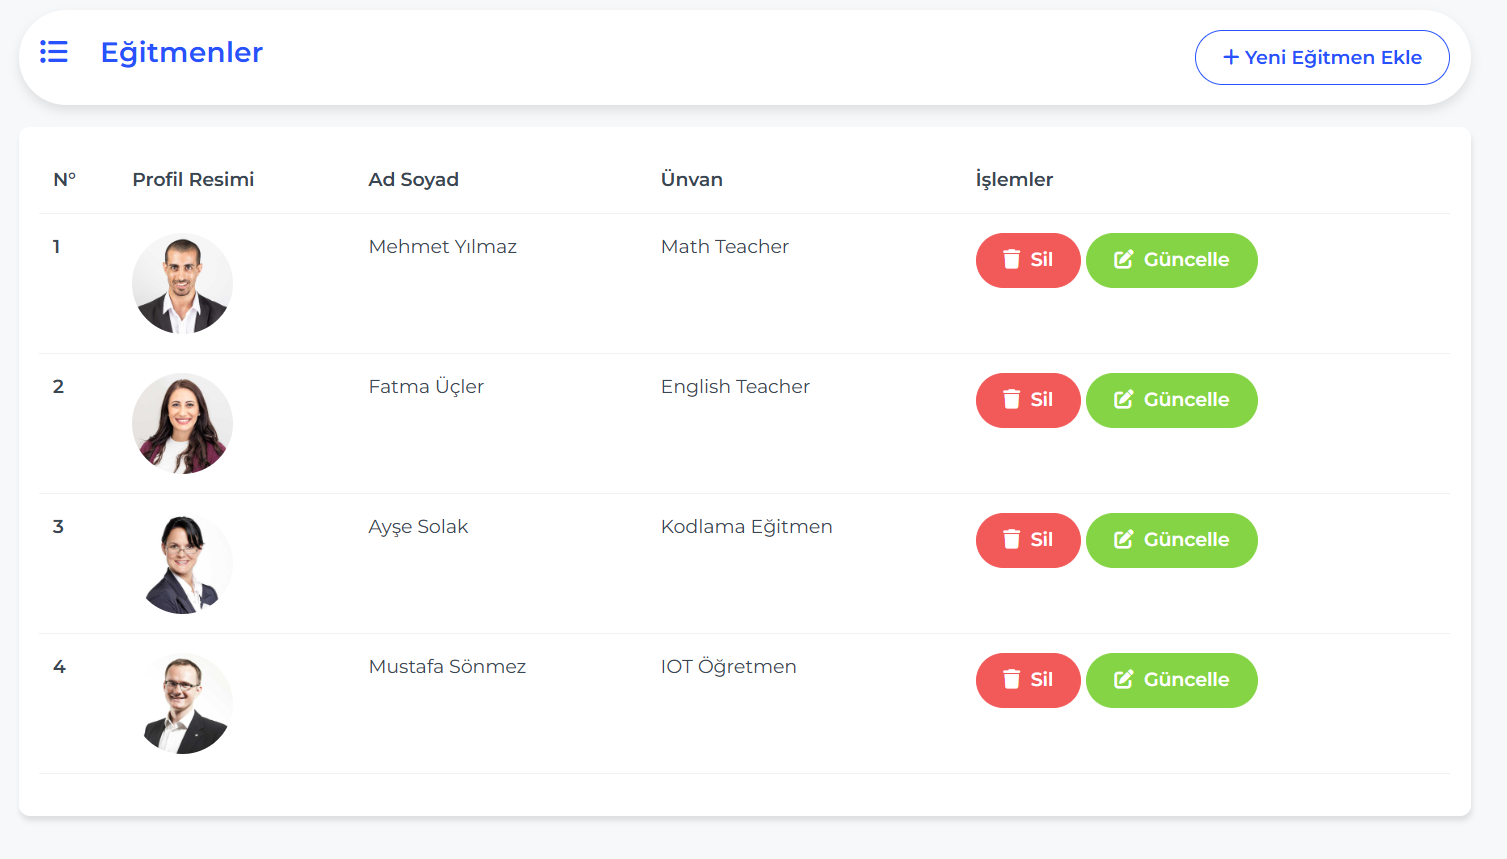 Eğitmenler
+ Yeni Eğitmen Ekle
N° Profil Resimi Ad Soyad Ünvan İşlemler
1 Mehmet Yılmaz Math Teacher Sil Güncelle
2 Fatma Üçler English Teacher Sil Güncelle
3 Ayşe Solak Kodlama Eğitmen Sil Güncelle
4 Mustafa Sönmez IOT Öğretmen Sil Güncelle